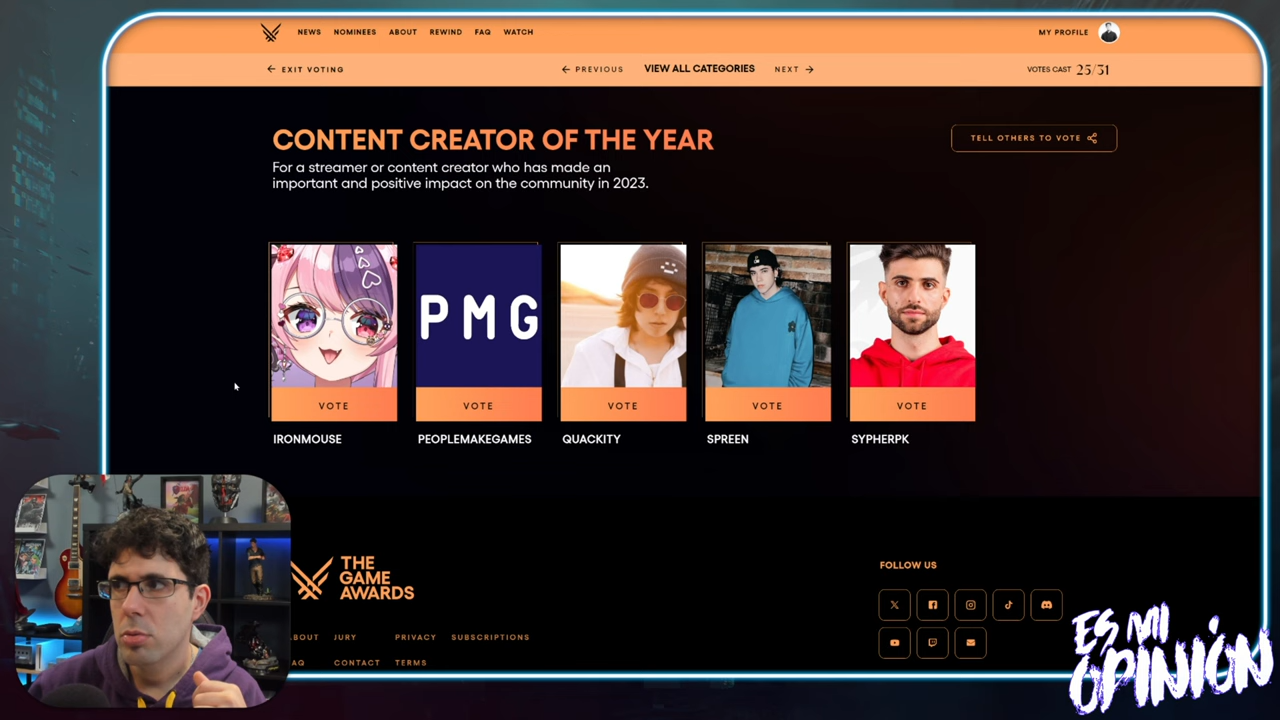 NEWS NOMINEES ABOUT REWIND FAQ WATCH MY PROFILE
EXIT VOTING PREVIOUS VIEW ALL CATEGORIES NEXT VOTES CAST 25/31
CONTENT CREATOR OF THE YEAR
TELL OTHERS TO VOTE
For a streamer or content creator who has made an
important and positive impact on the community in 2023.
PMG
VOTE VOTE VOTE VOTE VOTE
IRONMOUSE PEOPLEMAKEGAMES QUACKITY SPREEN SYPHERPK
THE
GAME
AWARDS
FOLLOW US
BOUT JURY PRIVACY SUBSCRIPTIONS
AQ CONTACT TERMS
ES MI
OPINIÓN